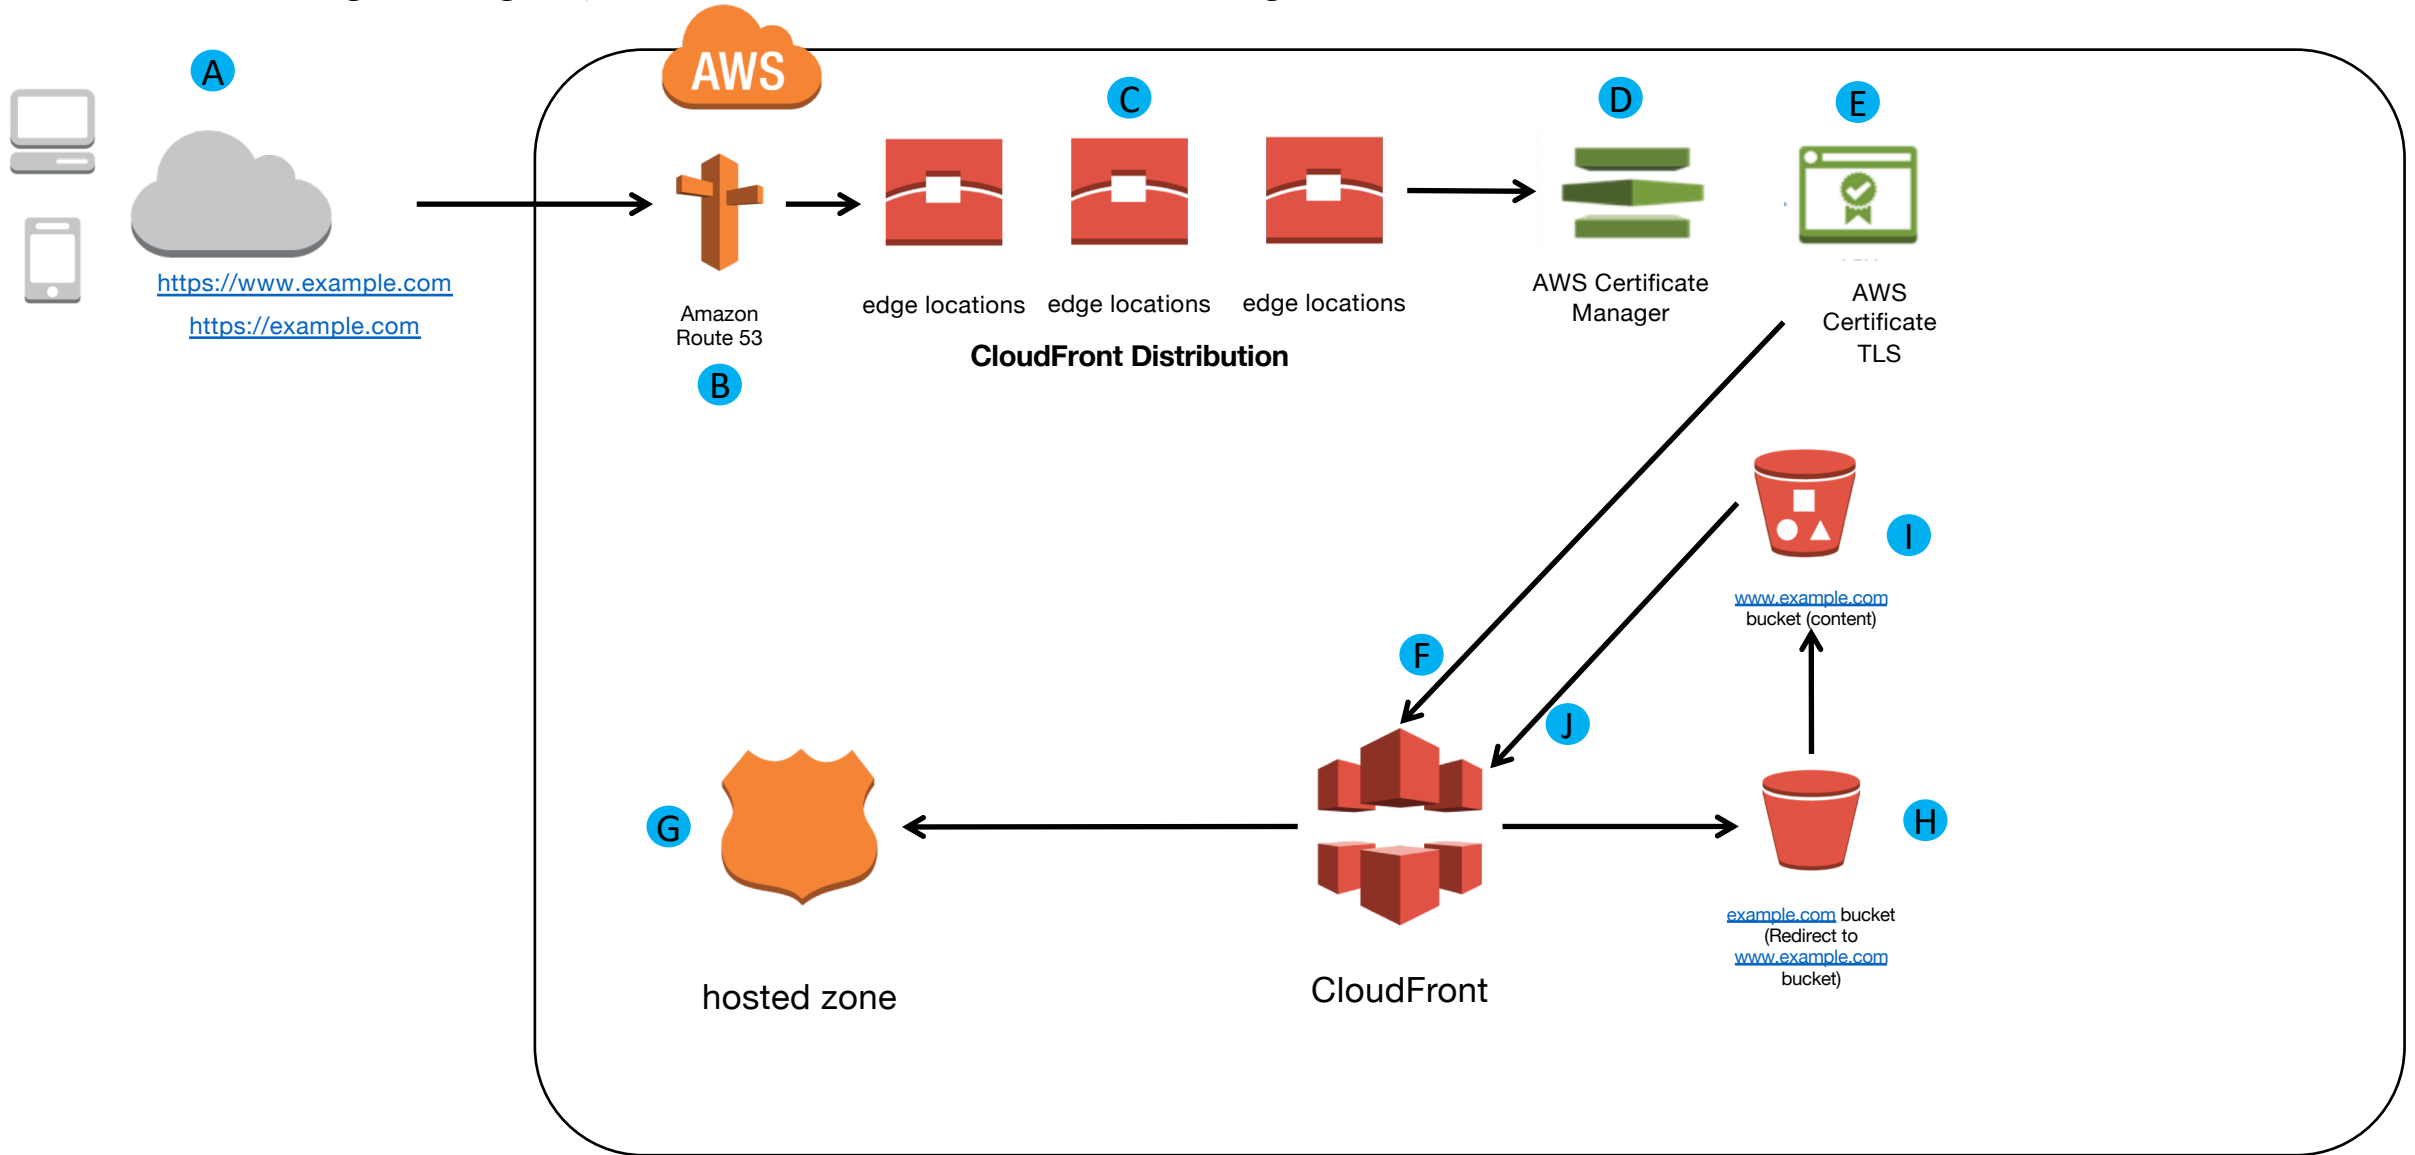 AWS
A
C
D
E
https://www.example.com
https://example.com
Amazon
Route 53
B
edge locations
edge locations
edge locations
CloudFront Distribution
AWS Certificate
Manager
AWS
Certificate
TLS
I
www.example.com
bucket (content)
F
J
G
H
example.com bucket
(Redirect to
www.example.com
bucket)
hosted zone
CloudFront